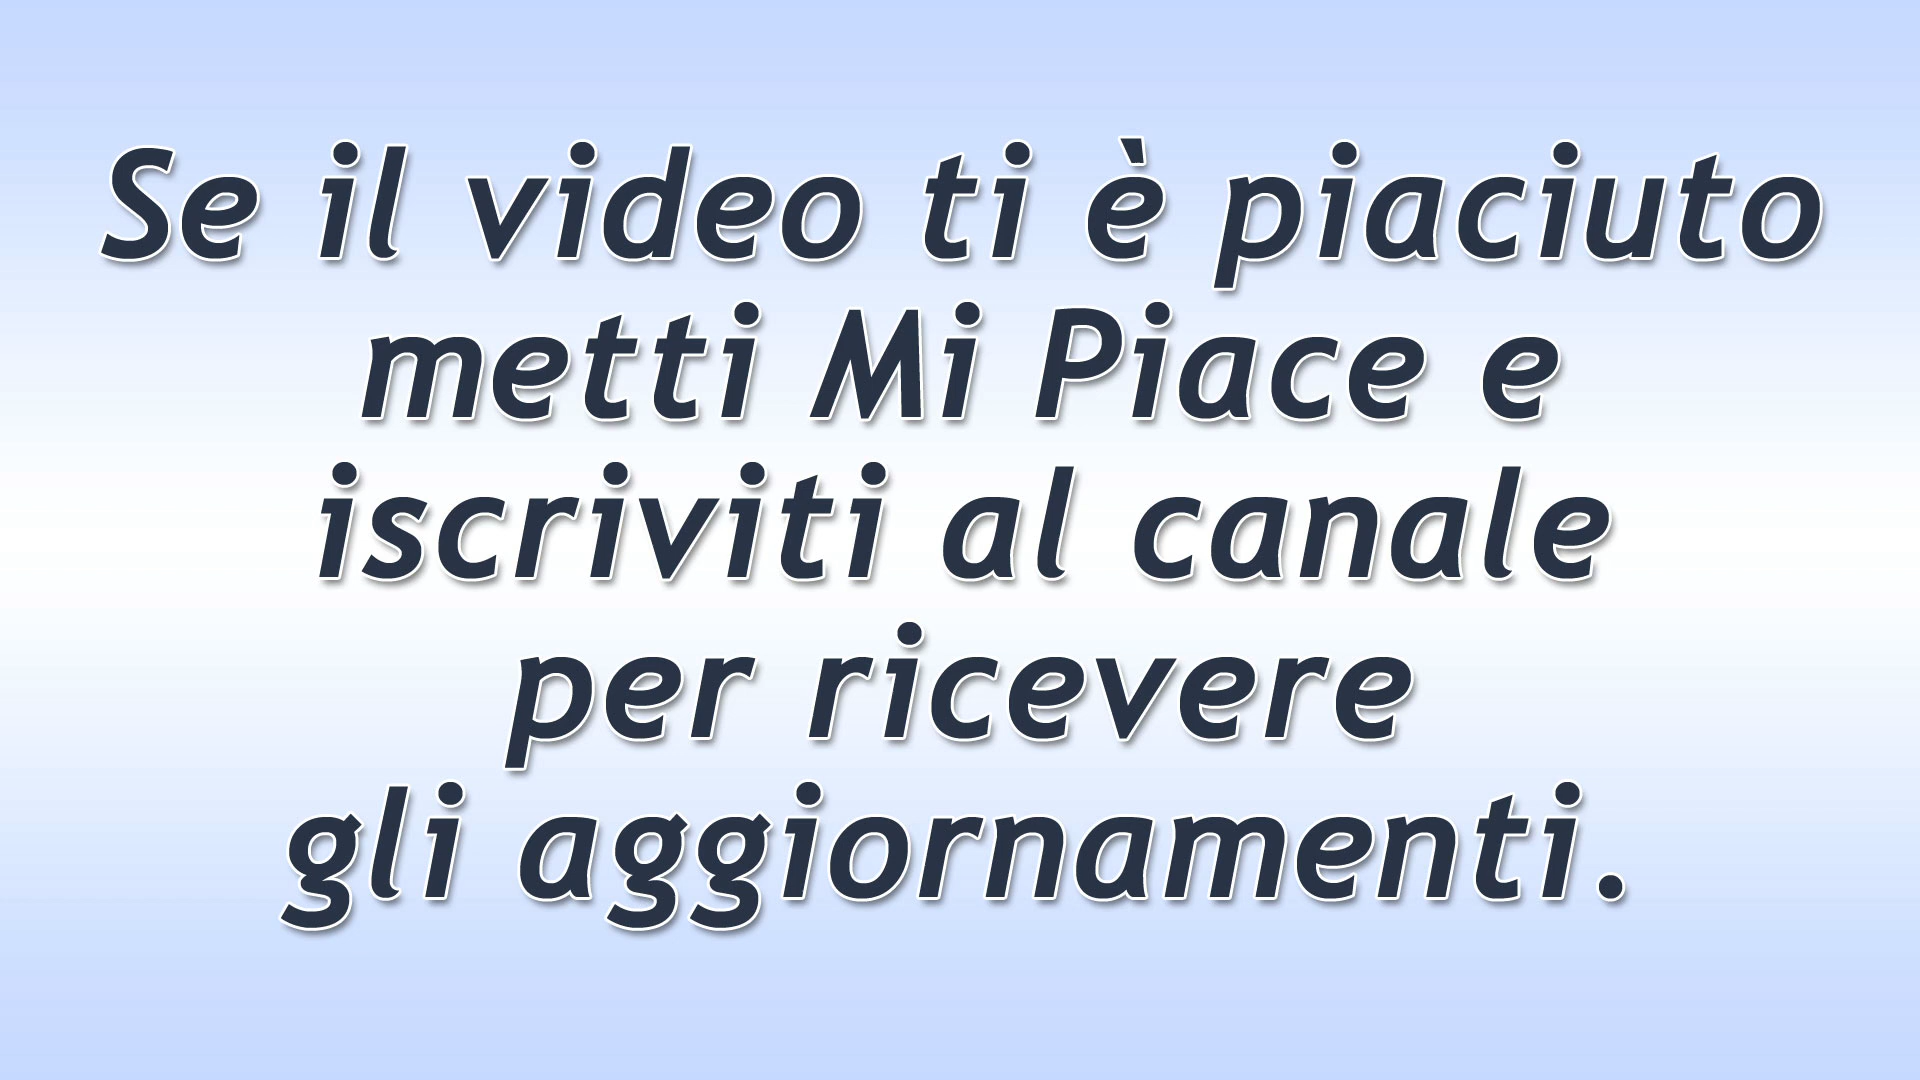 Se il video ti è piaciuto
metti Mi Piace e
iscriviti al canale
per ricevere
gli aggiornamenti.